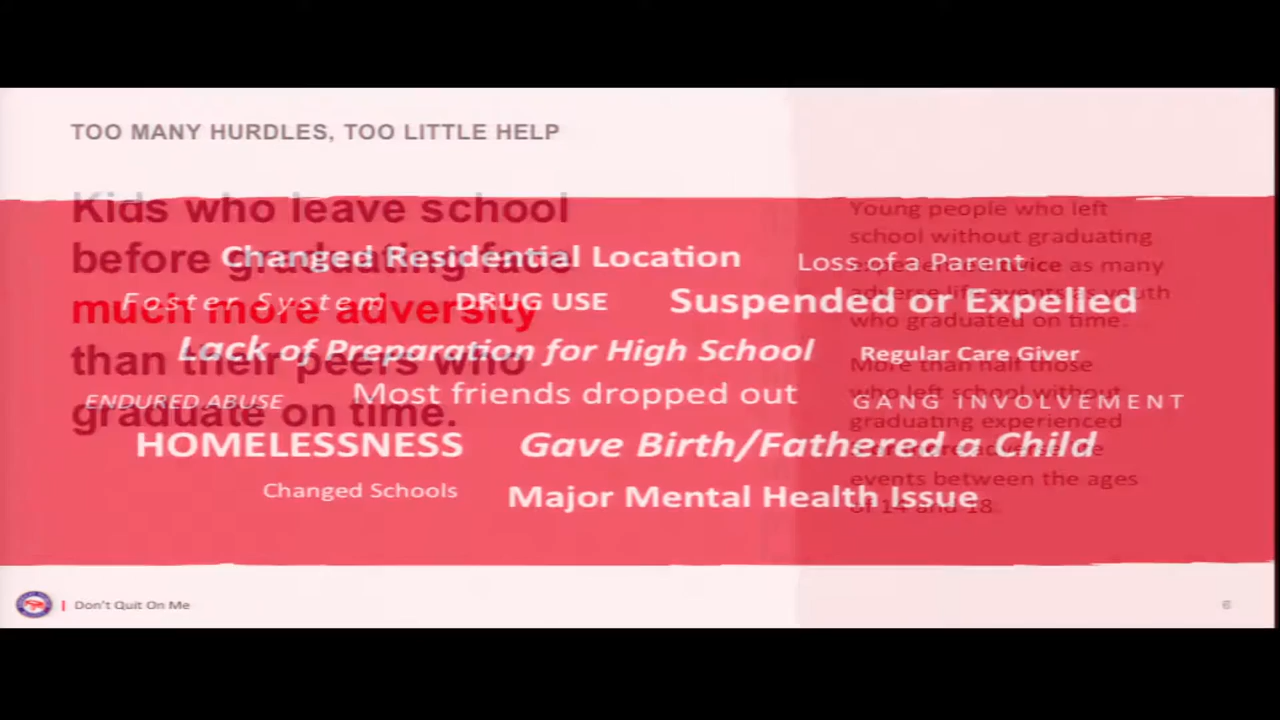 TOO MANY HURDLES, TOO LITTLE HELP
Kids who leave school
before graduating face
much more adversity
than their peers who
graduate on time.
Young people who left
school without graduating
twice as many
adverse life events as youth
who graduated on time.
More than half those
who left school without
graduating experienced
events between the ages
of 14 and 18.
Changed Residential Location
Loss of a Parent
Foster System
DRUG USE
Suspended or Expelled
Lack of Preparation for High School
Regular Care Giver
ENDURED ABUSE
Most friends dropped out
GANG INVOLVEMENT
HOMELESSNESS
Gave Birth/Fathered a Child
Changed Schools
Major Mental Health Issue
Don't Quit On Me
6